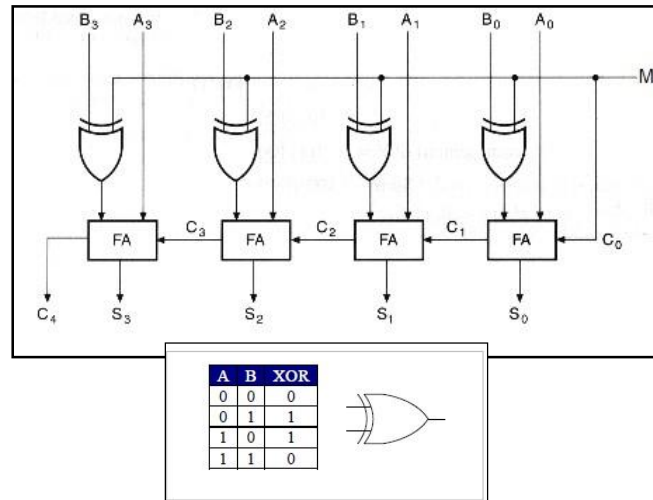 B₃ A₃ B₂ A₂ B₁ A₁ B₀ A₀
M
FA C₃ FA C₂ FA C₁ FA C₀
C₄ S₃ S₂ S₁ S₀
A B XOR
0 0 0
0 1 1
1 0 1
1 1 0